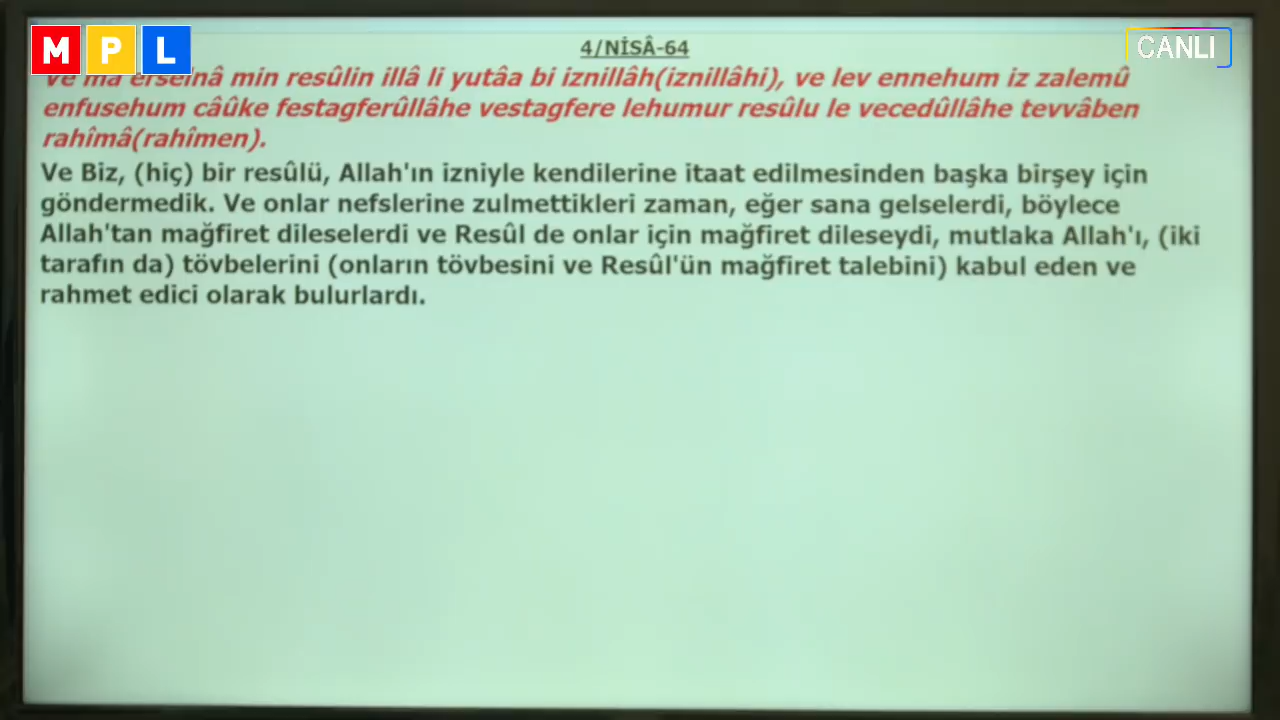 M P L
CANLI
4/NİSÂ-64
Ve mâ erselnâ min resûlin illâ li yutâa bi iznillâh(iznillâhi), ve lev ennehum iz zalemû
enfusehum câûke festagferûllâhe vestagfere lehumur resûlu le vecedûllâhe tevvâben
rahîmâ(rahîmen).
Ve Biz, (hiç) bir resûlü, Allah'ın izniyle kendilerine itaat edilmesinden başka birşey için
göndermedik. Ve onlar nefslerine zulmettikleri zaman, eğer sana gelselerdi, böylece
Allah'tan mağfiret dileselerdi ve Resûl de onlar için mağfiret dileseydi, mutlaka Allah'ı, (iki
tarafın da) tövbelerini (onların tövbesini ve Resûl'ün mağfiret talebini) kabul eden ve
rahmet edici olarak bulurlardı.